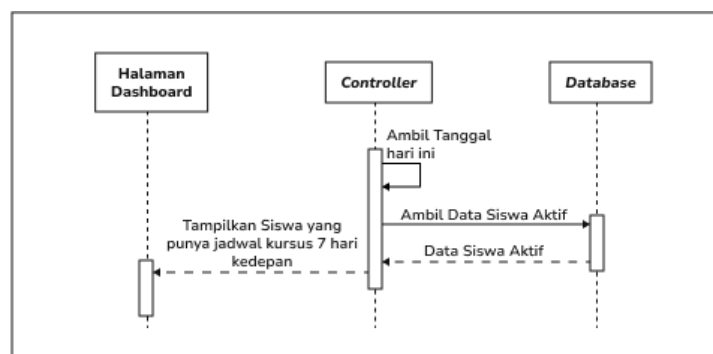 Halaman
Dashboard
Controller
Database
Ambil Tanggal
hari ini
Ambil Data Siswa Aktif
Tampilkan Siswa yang
punya jadwal kursus 7 hari
kedepan
Data Siswa Aktif